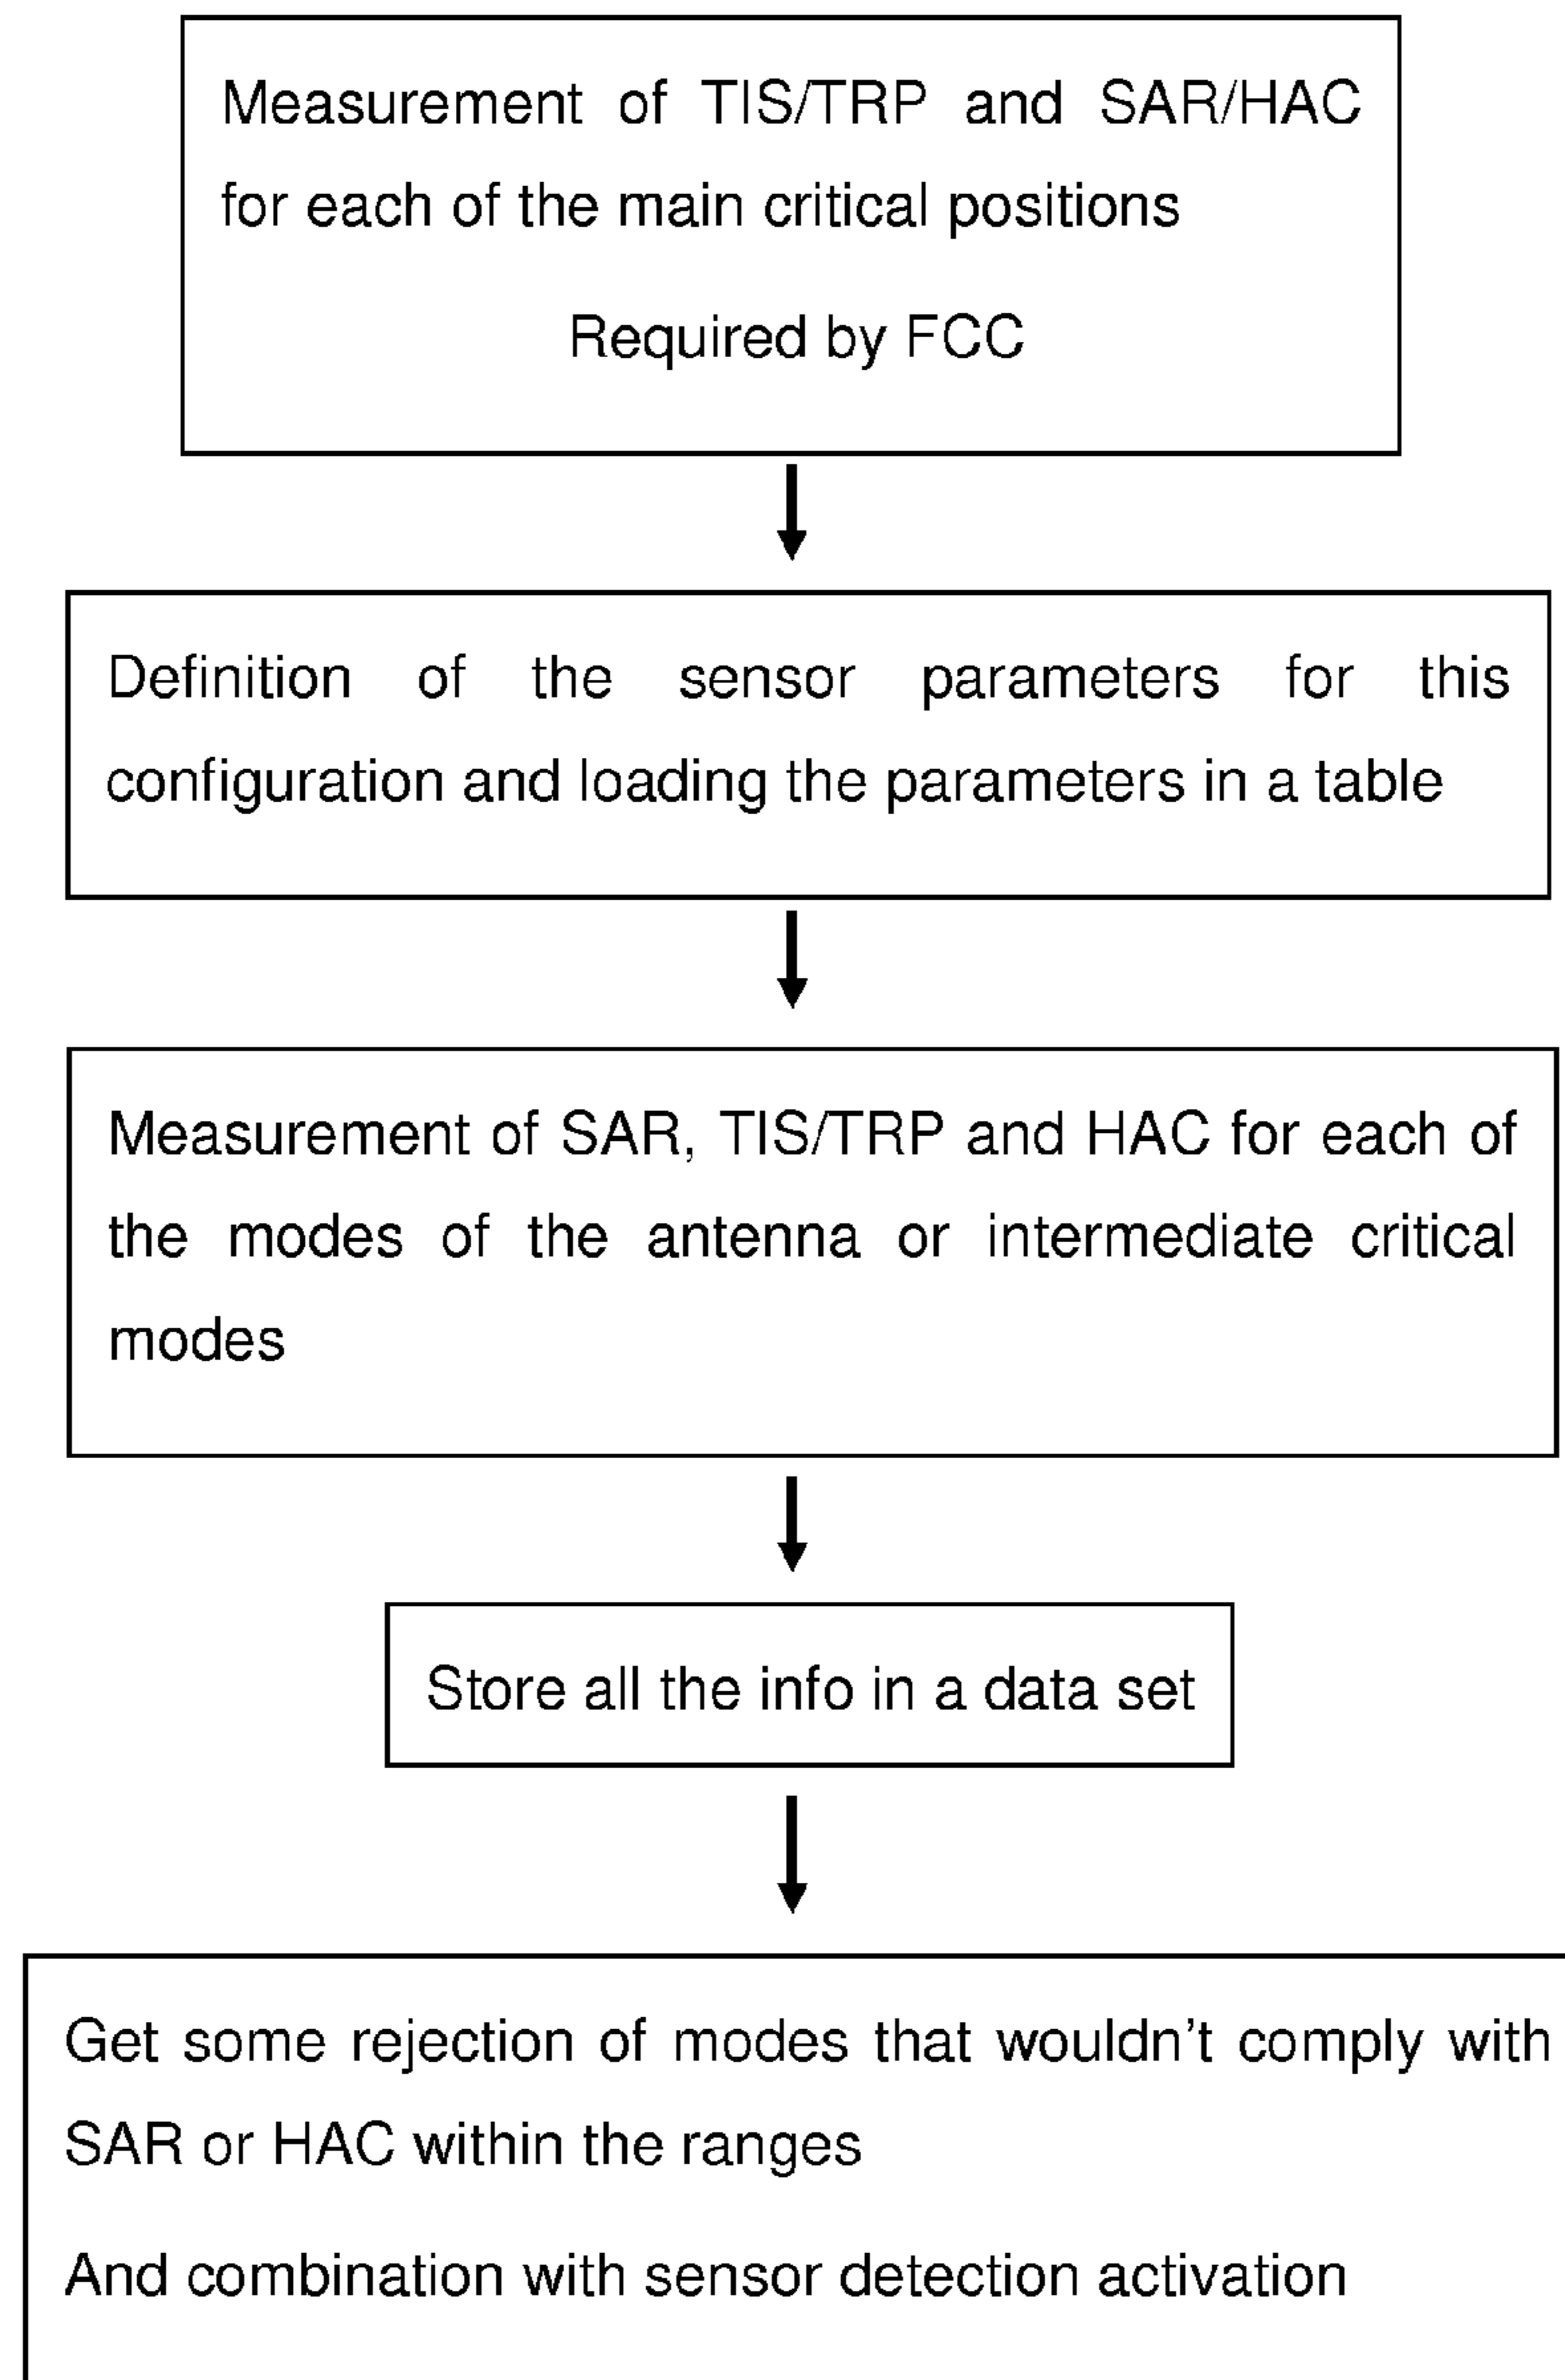 Measurement of TIS/TRP and SAR/HAC
for each of the main critical positions
Required by FCC
Definition of the sensor parameters for this
configuration and loading the parameters in a table
Measurement of SAR, TIS/TRP and HAC for each of
the modes of the antenna or intermediate critical
modes
Store all the info in a data set
Get some rejection of modes that wouldn't comply with
SAR or HAC within the ranges
And combination with sensor detection activation